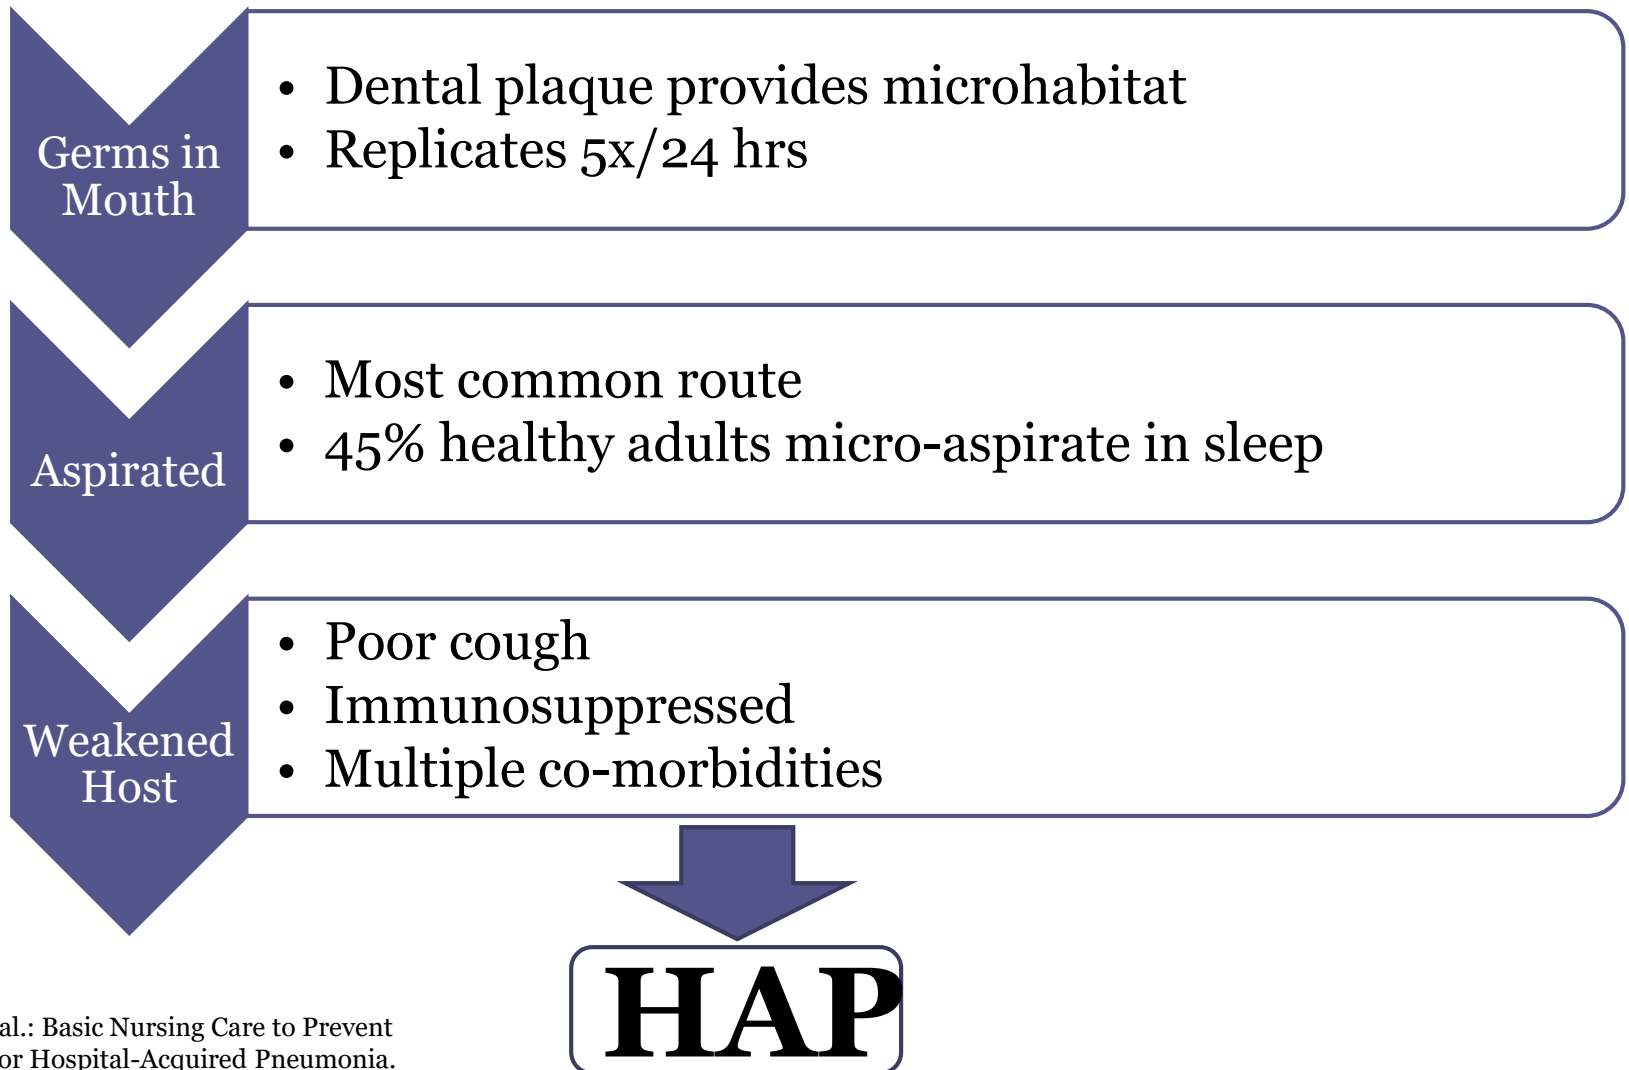 Germs in
Mouth
• Dental plaque provides microhabitat
• Replicates 5x/24 hrs
Aspirated
• Most common route
• 45% healthy adults micro-aspirate in sleep
Weakened
Host
• Poor cough
• Immunosuppressed
• Multiple co-morbidities
HAP
al.: Basic Nursing Care to Prevent
or Hospital-Acquired Pneumonia.